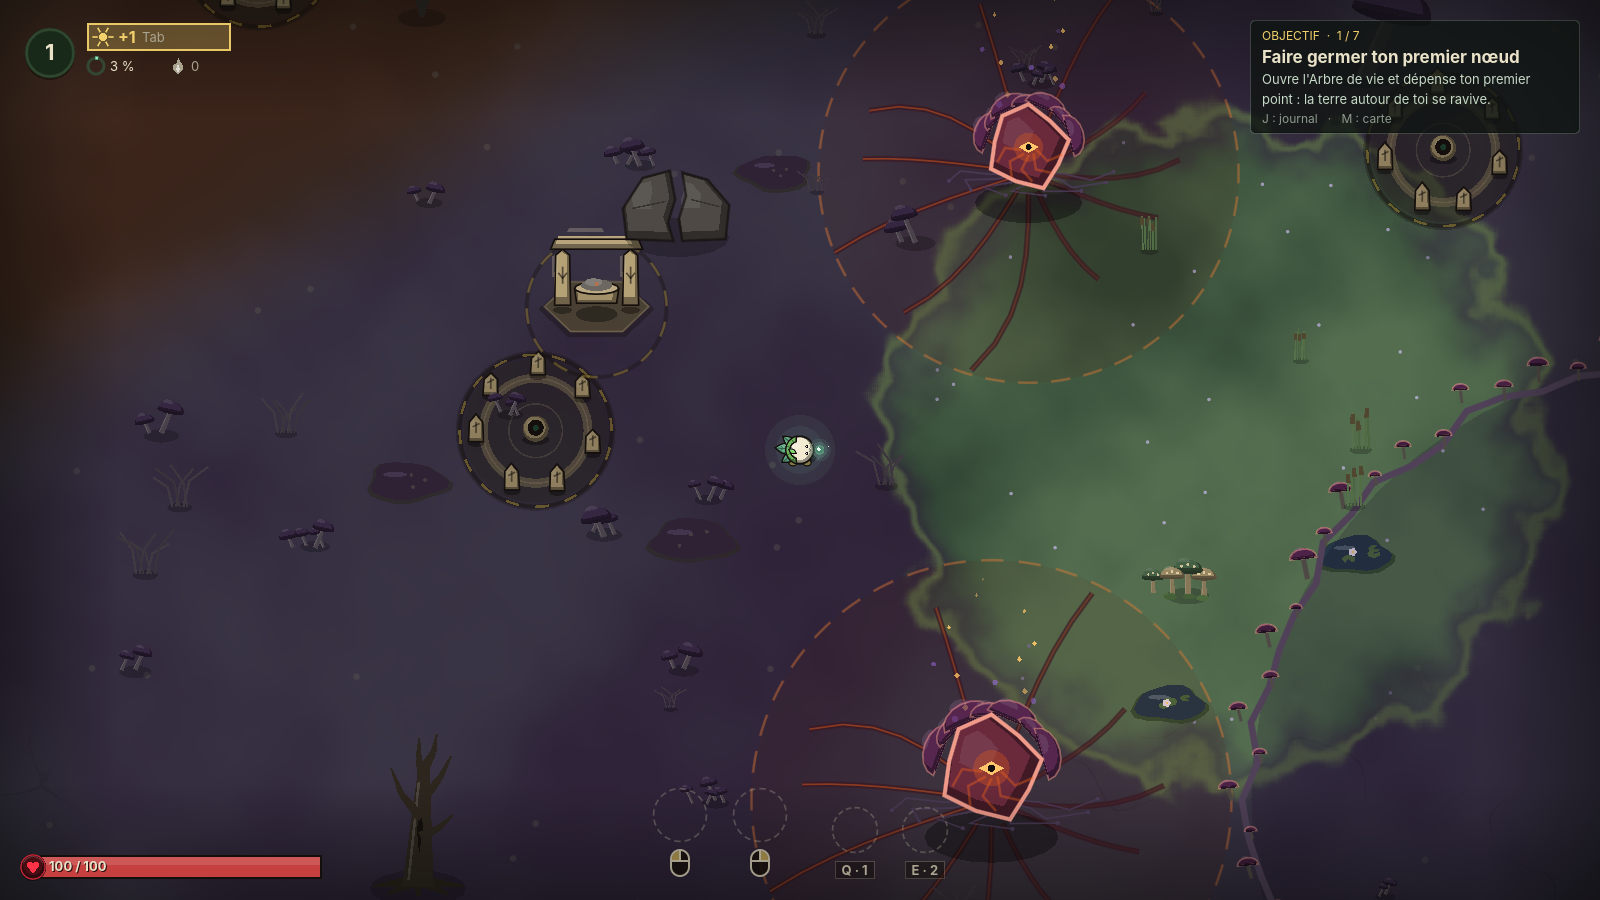 1
+1 Tab
3 %
0
OBJECTIF · 1 / 7
Faire germer ton premier nœud
Ouvre l'Arbre de vie et dépense ton premier
point : la terre autour de toi se ravive.
J : journal · M : carte
100 / 100
Q · 1
E · 2